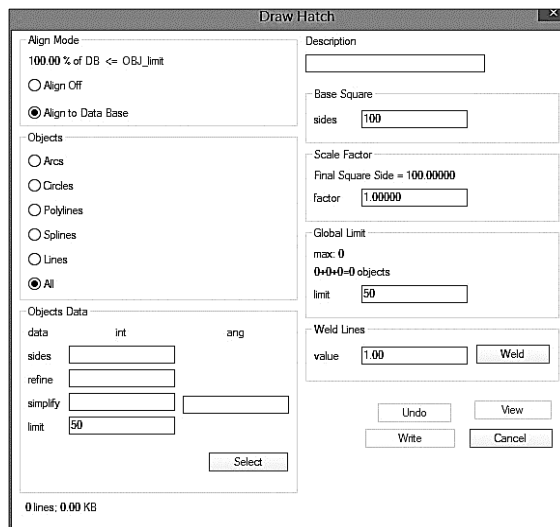 Draw Hatch
Align Mode
100.00 % of DB <= OBJ_limit
Align Off
Align to Data Base
Objects
Arcs
Circles
Polylines
Splines
Lines
All
Objects Data
data int ang
sides
refine
simplify
limit 50
Select
0 lines; 0.00 KB
Description
Base Square
sides 100
Scale Factor
Final Square Side = 100.00000
factor 1.00000
Global Limit
max: 0
0+0+0=0 objects
limit 50
Weld Lines
value 1.00 Weld
Undo View
Write Cancel